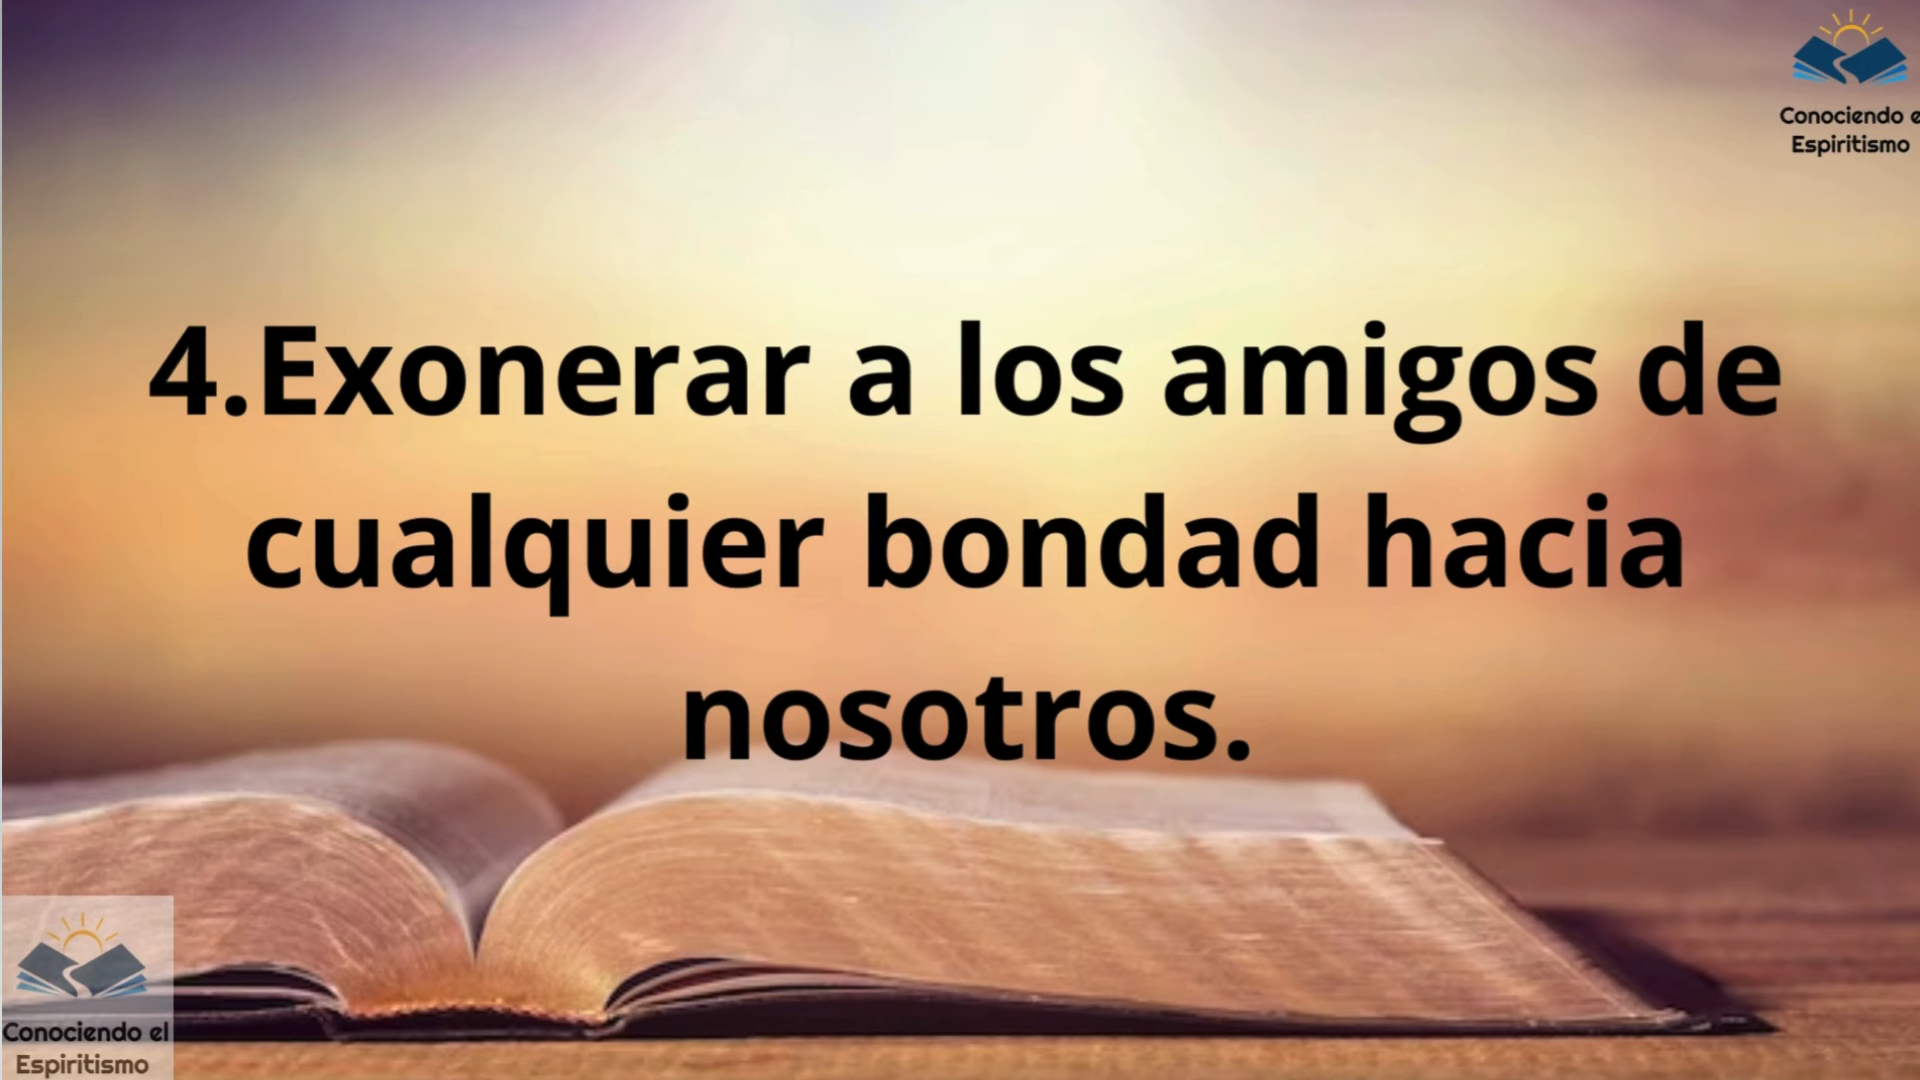 Conociendo e
Espiritismo
4.Exonerar a los amigos de
cualquier bondad hacia
nosotros.
Conociendo el
Espiritismo